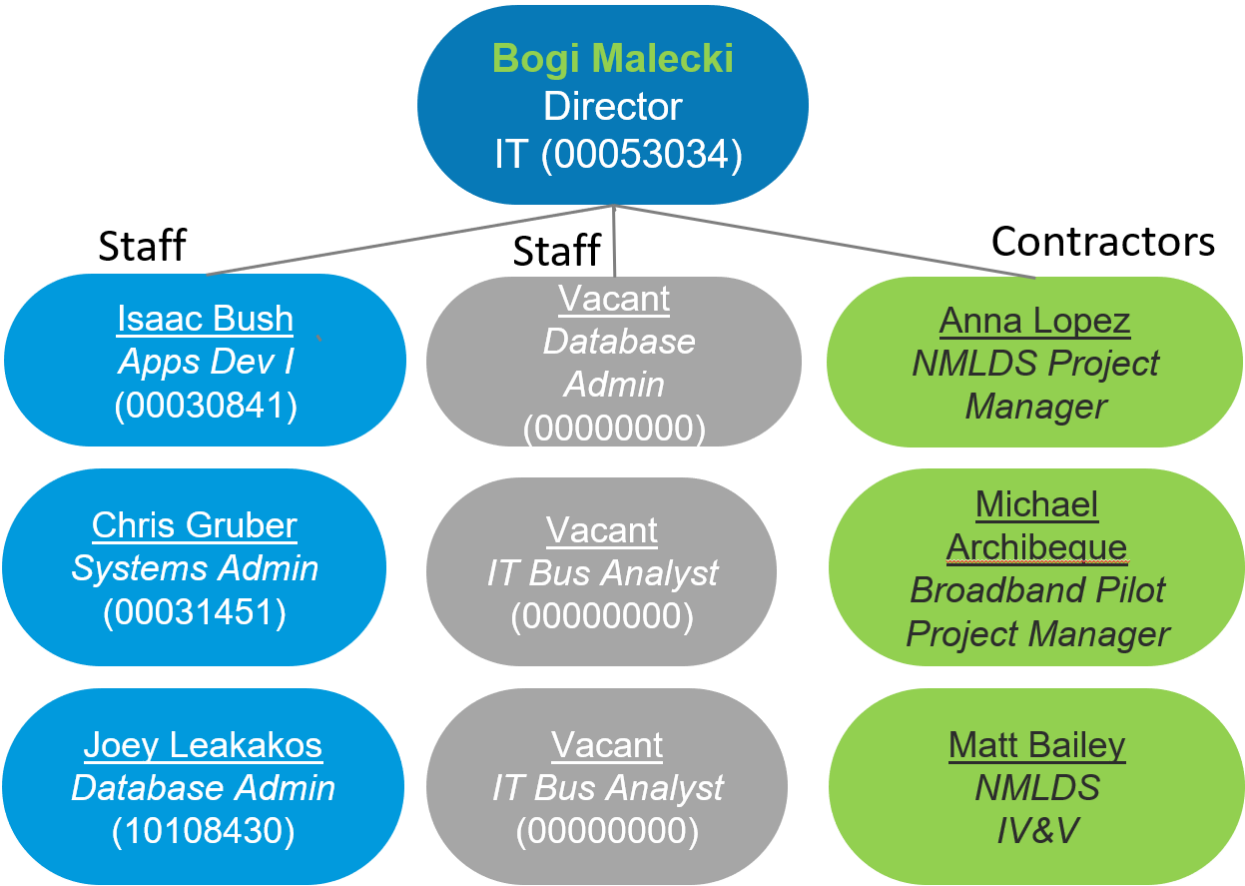 Bogi Malecki
Director
IT (00053034)
Staff
Isaac Bush
Apps Dev I
(00030841)
Chris Gruber
Systems Admin
(00031451)
Joey Leakakos
Database Admin
(10108430)
Staff
Vacant
Database
Admin
(00000000)
Vacant
IT Bus Analyst
(00000000)
Vacant
IT Bus Analyst
(00000000)
Contractors
Anna Lopez
NMLDS Project
Manager
Michael
Archibeque
Broadband Pilot
Project Manager
Matt Bailey
NMLDS
IV&V